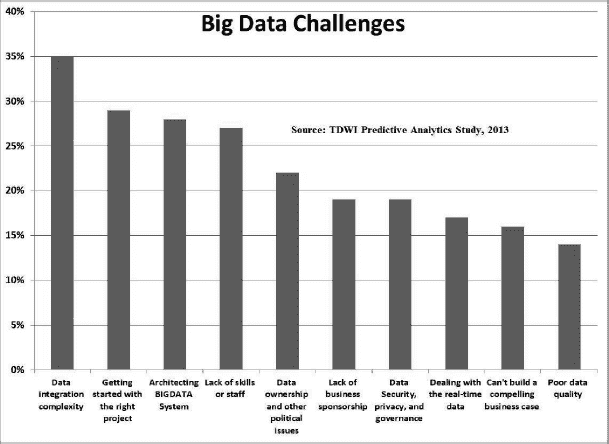 Big Data Challenges
40%
35%
30%
25%
20%
15%
10%
5%
0%
Source: TDWI Predictive Analytics Study, 2013
Data
integration
complexity
Getting
started with
the right
project
Architecting
BIGDATA
System
Lack of skills
or staff
Data
ownership
and other
political
issues
Lack of
business
sponsorship
Data
Security,
privacy, and
governance
Dealing with
the real-time
data
Can't build a
compelling
business case
Poor data
quality